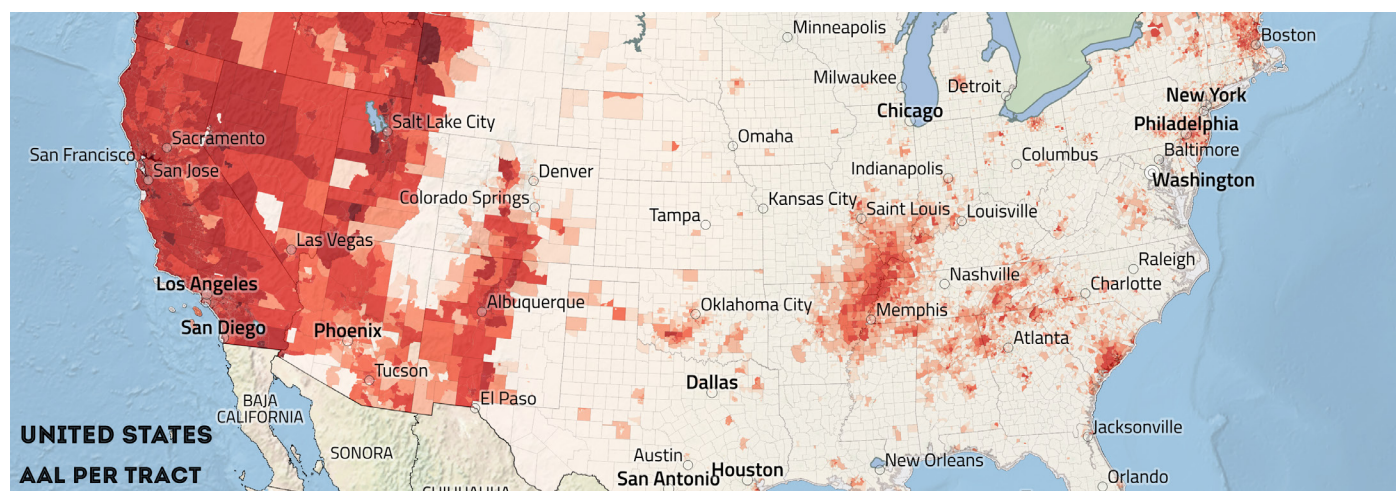 Minneapolis
Boston
Milwaukee
Detroit
Chicago
New York
Salt Lake City
Philadelphia
Sacramento
Omaha
Baltimore
San Francisco
Columbus
San Jose
Denver
Indianapolis
Washington
Colorado Springs
Kansas City
Tampa
Saint Louis
Louisville
Las Vegas
Raleigh
Nashville
Los Angeles
Charlotte
Albuquerque
Oklahoma City
Memphis
San Diego
Phoenix
Atlanta
Tucson
Dallas
El Paso
BAJA
CALIFORNIA
Jacksonville
UNITED STATES
SONORA
Austin
New Orleans
Houston
AAL PER TRACT
San Antonio
Orlando
CHIHUAHUA